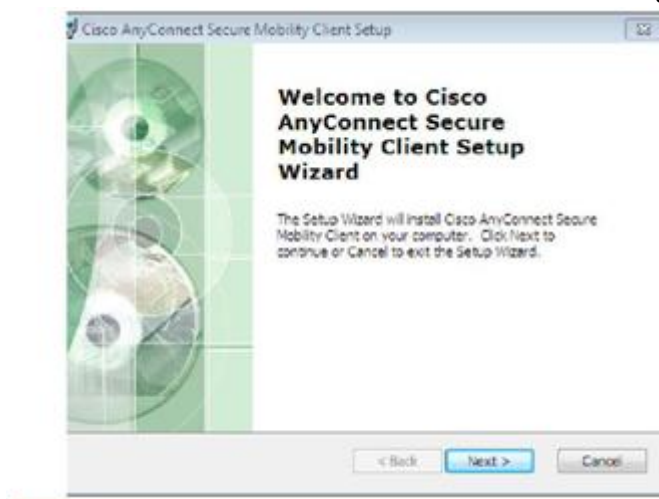 Cisco AnyConnect Secure Mobility Client Setup
Welcome to Cisco
AnyConnect Secure
Mobility Client Setup
Wizard
The Setup Wizard will install Cisco AnyConnect Secure
Mobility Client on your computer. Click Next to
continue or Cancel to exit the Setup Wizard.
< Back Next > Cancel